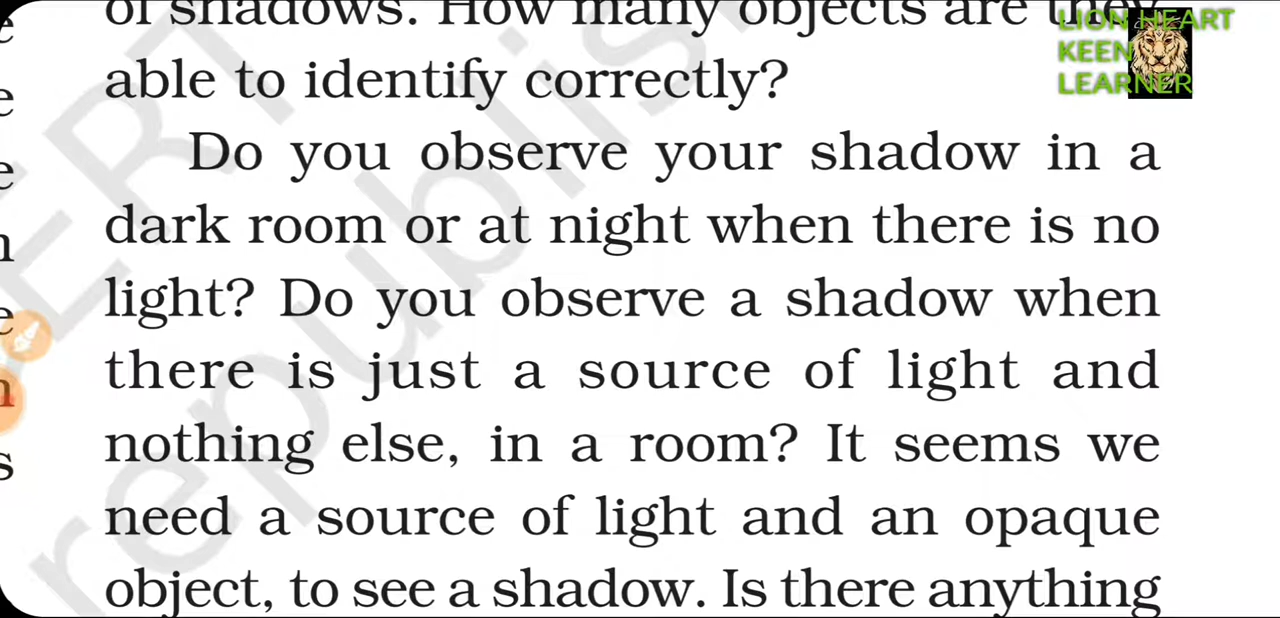 of shadows. How many objects are they
able to identify correctly?
Do you observe your shadow in a
dark room or at night when there is no
light? Do you observe a shadow when
there is just a source of light and
nothing else, in a room? It seems we
need a source of light and an opaque
object, to see a shadow. Is there anything
LION HEART
KEEN
LEARNER
republis